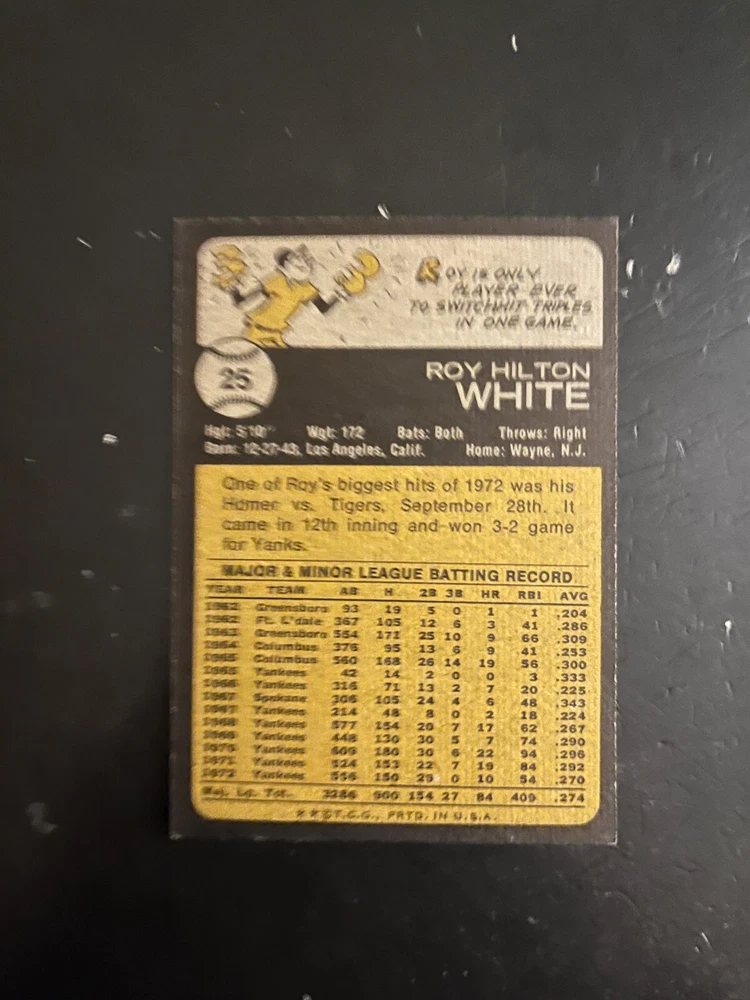 ROY IS ONLY
PLAYER EVER
TO SWITCHHIT TRIPLES
IN ONE GAME.
25
ROY HILTON
WHITE
Hgt: 5'10" Wgt: 172 Bats: Both Throws: Right
Born: 12-27-43, Los Angeles, Calif. Home: Wayne, N.J.
One of Roy's biggest hits of 1972 was his
Homer vs. Tigers, September 28th. It
came in 12th inning and won 3-2 game
for Yanks.
MAJOR & MINOR LEAGUE BATTING RECORD
YEAR TEAM AB H 2B 3B HR RBI AVG
1962 Greensboro 93 19 5 0 1 1 .204
1962 Ft. L'dale 367 105 12 6 3 41 .286
1963 Greensboro 554 171 25 10 9 66 .309
1964 Columbus 376 95 13 6 9 41 .253
1965 Columbus 560 168 26 14 19 56 .300
1965 Yankees 42 14 2 0 0 3 .333
1966 Yankees 316 71 13 2 7 20 .225
1967 Spokane 306 105 24 4 6 48 .343
1967 Yankees 214 48 8 0 2 18 .224
1968 Yankees 577 154 20 7 17 62 .267
1969 Yankees 448 130 30 5 7 74 .290
1970 Yankees 609 180 30 6 22 94 .296
1971 Yankees 524 153 22 7 19 84 .292
1972 Yankees 556 150 29 0 10 54 .270
Maj. Lg. Tot. 3286 900 154 27 84 409 .274
* * © T.C.G., PRTD. IN U.S.A.